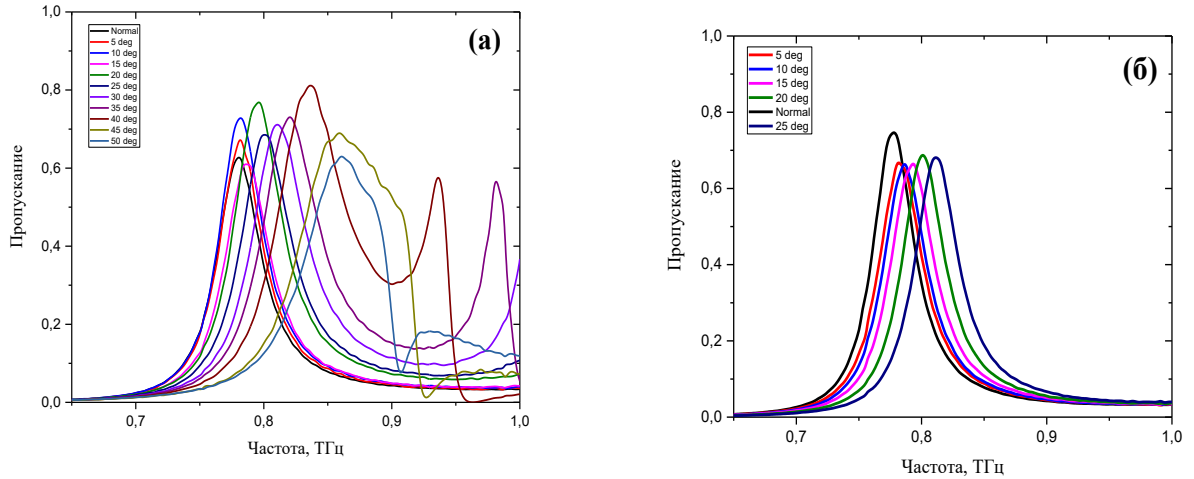 1,0
0,8
0,6
0,4
0,2
0,0
Пропускание
Normal
5 deg
10 deg
15 deg
20 deg
25 deg
30 deg
35 deg
40 deg
45 deg
50 deg
(а)
0,7 0,8 0,9 1,0
Частота, ТГц
1,0
0,8
0,6
0,4
0,2
0,0
Пропускание
5 deg
10 deg
15 deg
20 deg
Normal
25 deg
(б)
0,7 0,8 0,9 1,0
Частота, ТГц